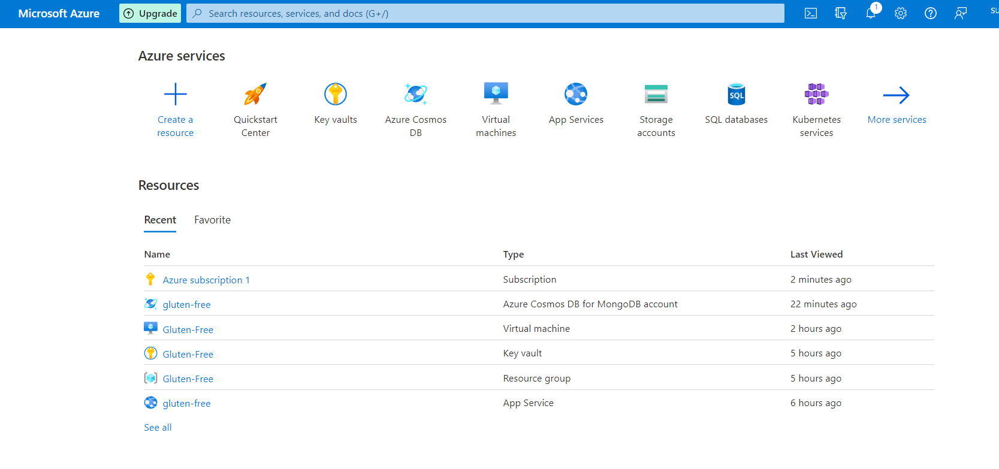 Microsoft Azure
Upgrade
Search resources, services, and docs (G+/)
1
Azure services
Create a resource
Quickstart Center
Key vaults
Azure Cosmos DB
Virtual machines
App Services
Storage accounts
SQL
SQL databases
Kubernetes services
More services
Resources
Recent Favorite
Name Type Last Viewed
Azure subscription 1 Subscription 2 minutes ago
gluten-free Azure Cosmos DB for MongoDB account 22 minutes ago
Gluten-Free Virtual machine 2 hours ago
Gluten-Free Key vault 5 hours ago
Gluten-Free Resource group 5 hours ago
gluten-free App Service 6 hours ago
See all